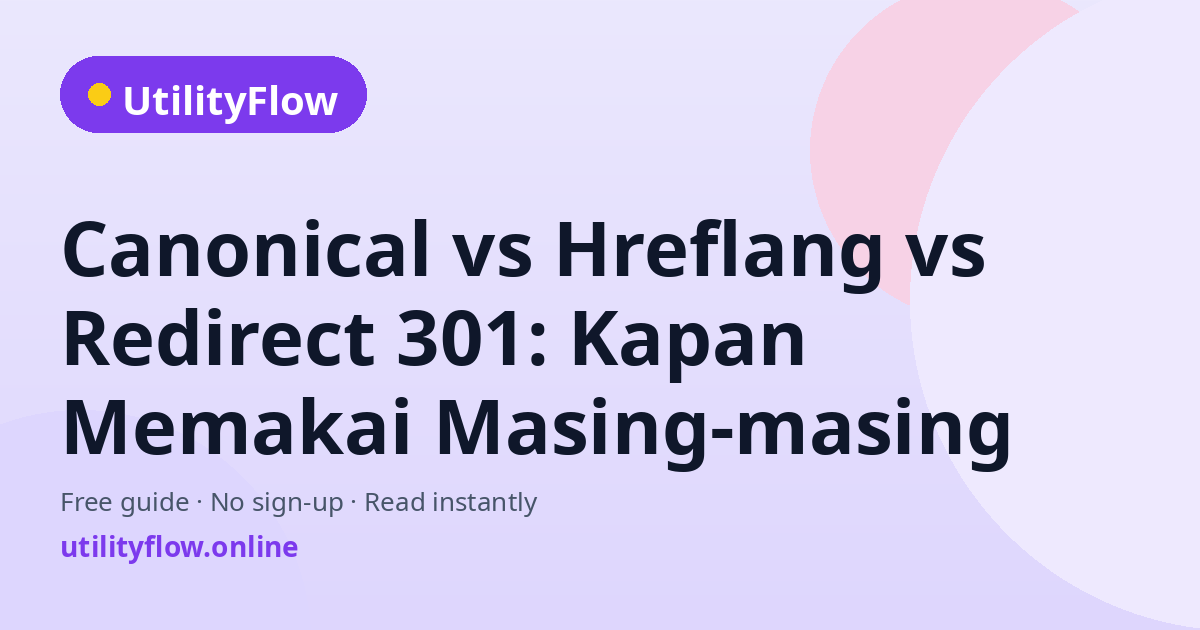 UtilityFlow
Canonical vs Hreflang vs
Redirect 301: Kapan
Memakai Masing-masing
Free guide · No sign-up · Read instantly
utilityflow.online